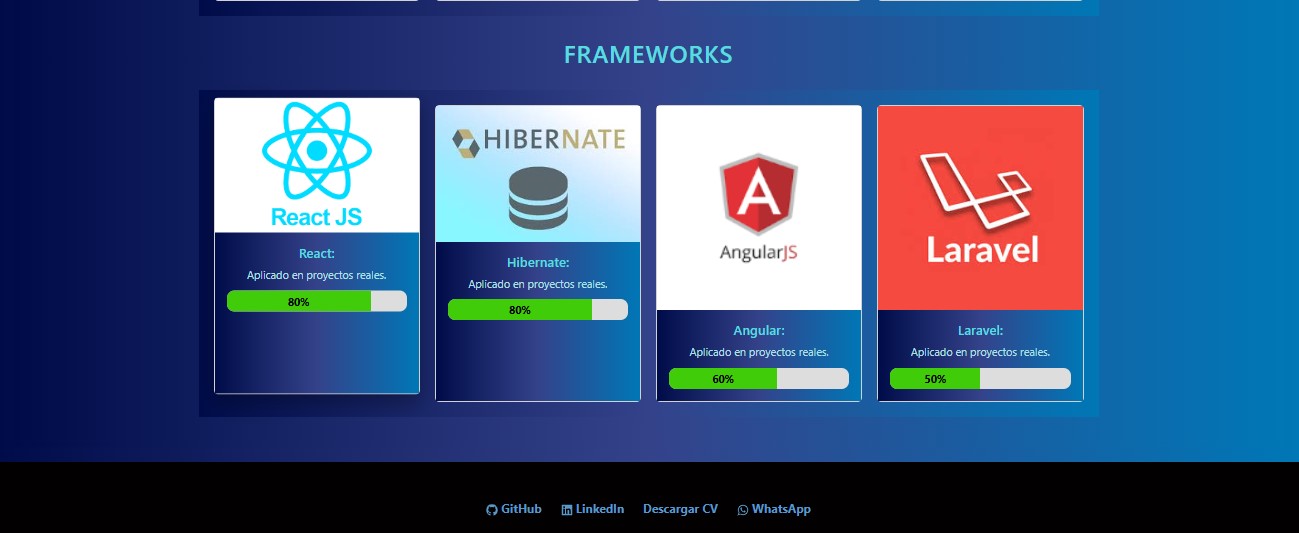 FRAMEWORKS
React JS
React:
Aplicado en proyectos reales.
80%
HIBERNATE
Hibernate:
Aplicado en proyectos reales.
80%
AngularJS
Angular:
Aplicado en proyectos reales.
60%
Laravel
Laravel:
Aplicado en proyectos reales.
50%
GitHub LinkedIn Descargar CV WhatsApp